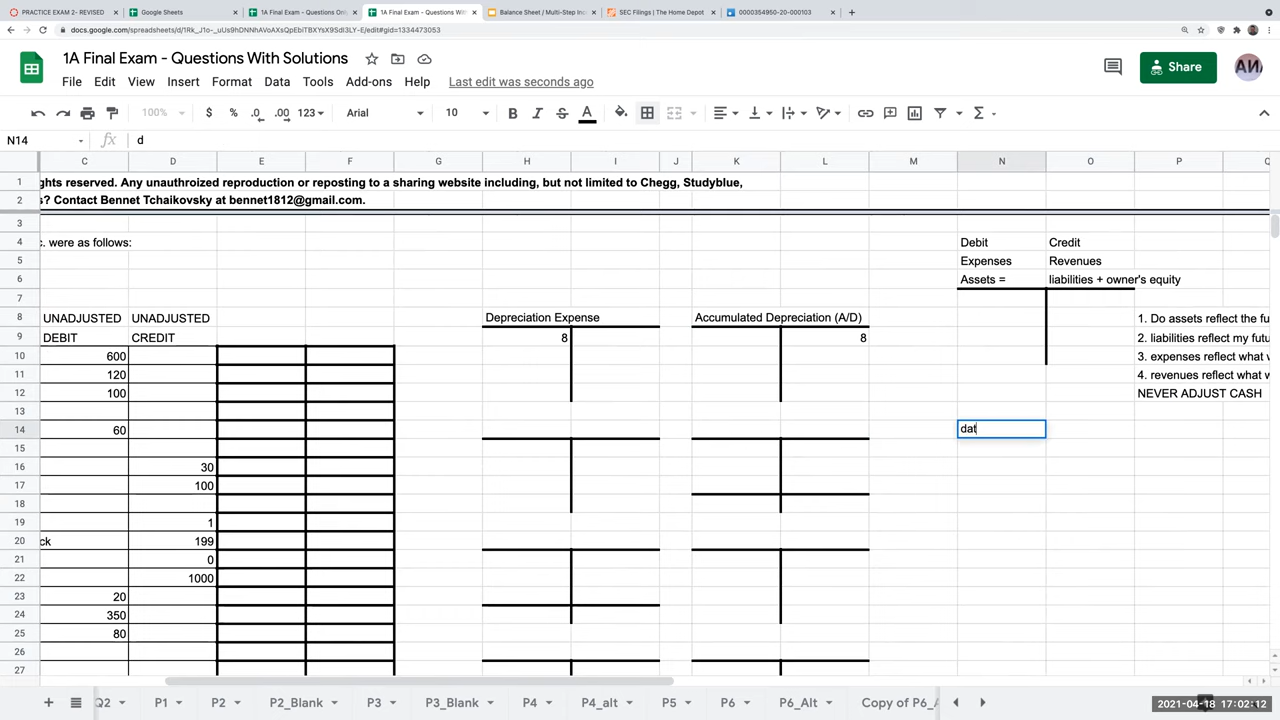 PRACTICE EXAM 2- REVISED
Google Sheets
1A Final Exam - Questions Onl
1A Final Exam - Questions Wit
Balance Sheet / Multi-Step Inc
SEC Filings | The Home Depot
0000354950-20-000103
docs.google.com/spreadsheets/d/1Rk_J1o-_uUs9hDNNhAVoAXsQpEbiTBXYsX9SdI3LY-E/edit#gid=1334473053
1A Final Exam - Questions With Solutions
File Edit View Insert Format Data Tools Add-ons Help Last edit was seconds ago
Share
100% $ % .0 .00 123 Arial 10 B I S A
N14 fx d
C D E F G H I J K L M N O P Q
1 ghts reserved. Any unauthroized reproduction or reposting to a sharing website including, but not limited to Chegg, Studyblue,
2 s? Contact Bennet Tchaikovsky at bennet1812@gmail.com.
3
4 c. were as follows: Debit Credit
5 Expenses Revenues
6 Assets = liabilities + owner's equity
7
8 UNADJUSTED UNADJUSTED Depreciation Expense Accumulated Depreciation (A/D) 1. Do assets reflect the fu
9 DEBIT CREDIT 8 8 2. liabilities reflect my futu
10 600 3. expenses reflect what w
11 120 4. revenues reflect what w
12 100 NEVER ADJUST CASH
13
14 60 dat
15
16 30
17 100
18
19 1
20 ck 199
21 0
22 1000
23 20
24 350
25 80
26
27
Q2 P1 P2 P2_Blank P3 P3_Blank P4 P4_alt P5 P6 P6_Alt Copy of P6_A
2021-04-18 17:02:12